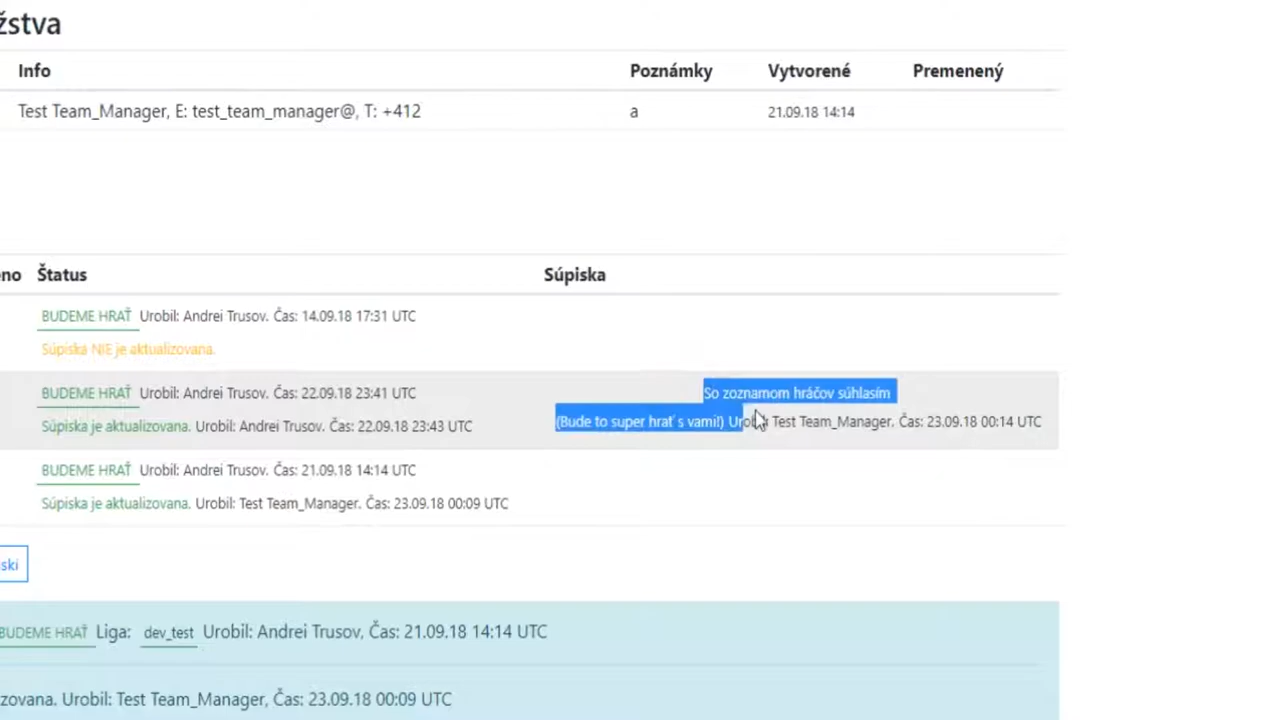 žstva
Info Poznámky Vytvorené Premenený
Test Team_Manager, E: test_team_manager@, T: +412 a 21.09.18 14:14
eno Štatus Súpiska
BUDEME HRAŤ Urobil: Andrei Trusov. Čas: 14.09.18 17:31 UTC
Súpiska NIE je aktualizovana.
BUDEME HRAŤ Urobil: Andrei Trusov. Čas: 22.09.18 23:41 UTC So zoznamom hráčov súhlasím
Súpiska je aktualizovana. Urobil: Andrei Trusov. Čas: 22.09.18 23:43 UTC (Bude to super hrať s vami!) Urobil: Test Team_Manager. Čas: 23.09.18 00:14 UTC
BUDEME HRAŤ Urobil: Andrei Trusov. Čas: 21.09.18 14:14 UTC
Súpiska je aktualizovana. Urobil: Test Team_Manager. Čas: 23.09.18 00:09 UTC
ski
BUDEME HRAŤ Liga: dev_test Urobil: Andrei Trusov, Čas: 21.09.18 14:14 UTC
zovana. Urobil: Test Team_Manager, Čas: 23.09.18 00:09 UTC